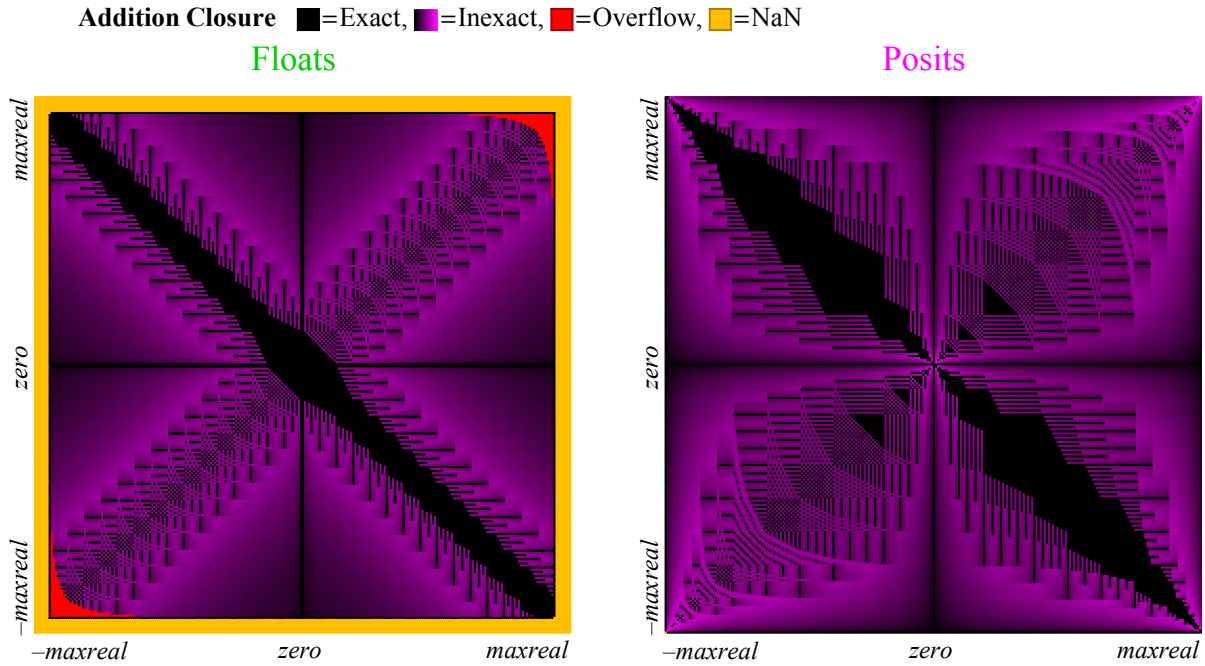 Addition Closure =Exact, =Inexact, =Overflow, =NaN
Floats
Posits
maxreal
zero
–maxreal
–maxreal zero maxreal
maxreal
zero
–maxreal
–maxreal zero maxreal